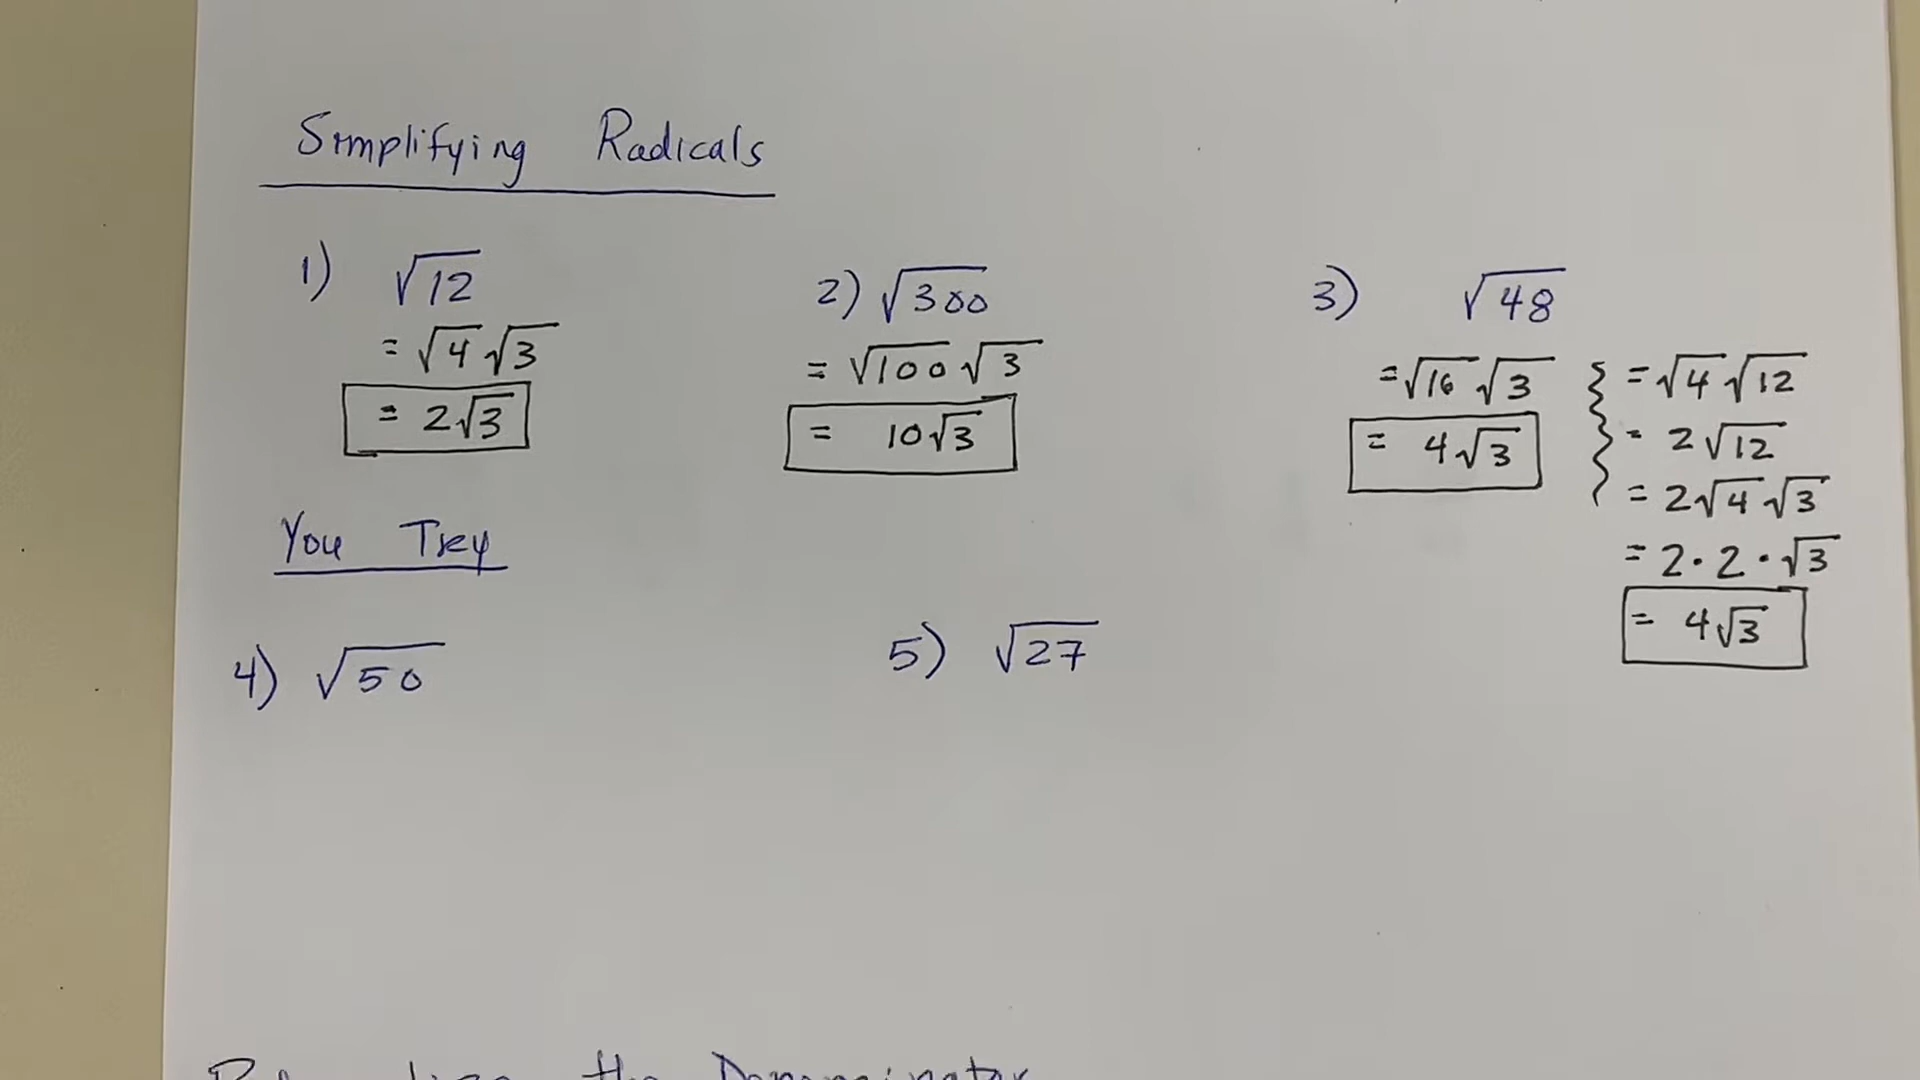 Simplifying Radicals
1) √12
= √4 √3
= 2√3
2) √300
= √100 √3
= 10√3
3) √48
= √16 √3
= 4√3
= √4 √12
= 2√12
= 2√4 √3
= 2 · 2 · √3
= 4√3
You Try
4) √50
5) √27
the Denominator